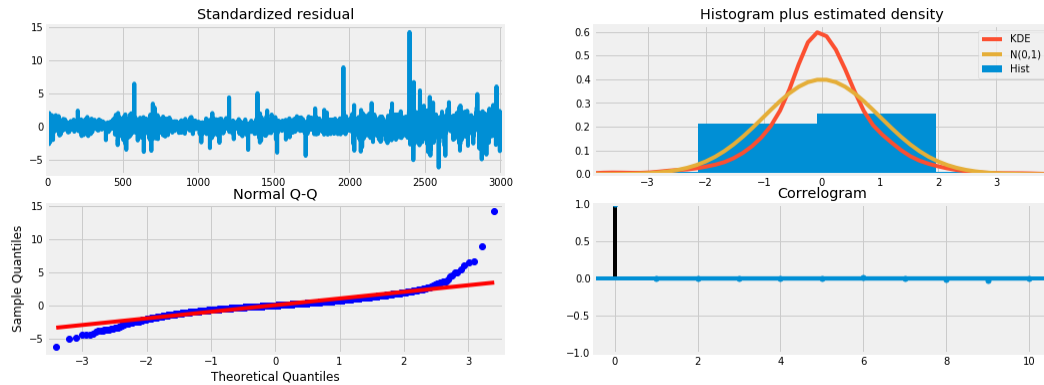 Standardized residual
15
10
5
0
−5
0 500 1000 1500 2000 2500 3000
Histogram plus estimated density
0.6
0.5
0.4
0.3
0.2
0.1
0.0
−3 −2 −1 0 1 2 3
KDE
N(0,1)
Hist
Normal Q-Q
Sample Quantiles
15
10
5
0
−5
−3 −2 −1 0 1 2 3
Theoretical Quantiles
Correlogram
1.0
0.5
0.0
−0.5
−1.0
0 2 4 6 8 10